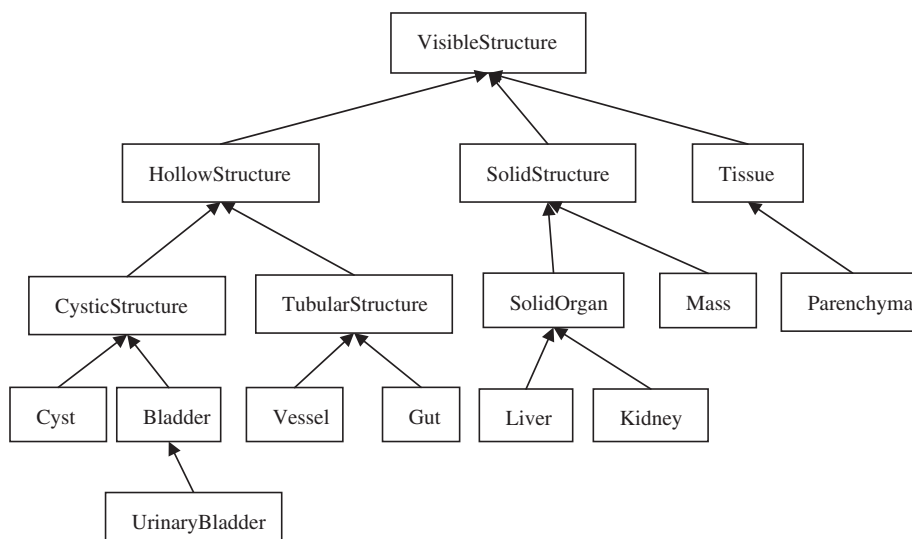 VisibleStructure
HollowStructure
SolidStructure
Tissue
CysticStructure
TubularStructure
SolidOrgan
Mass
Parenchyma
Cyst
Bladder
Vessel
Gut
Liver
Kidney
UrinaryBladder